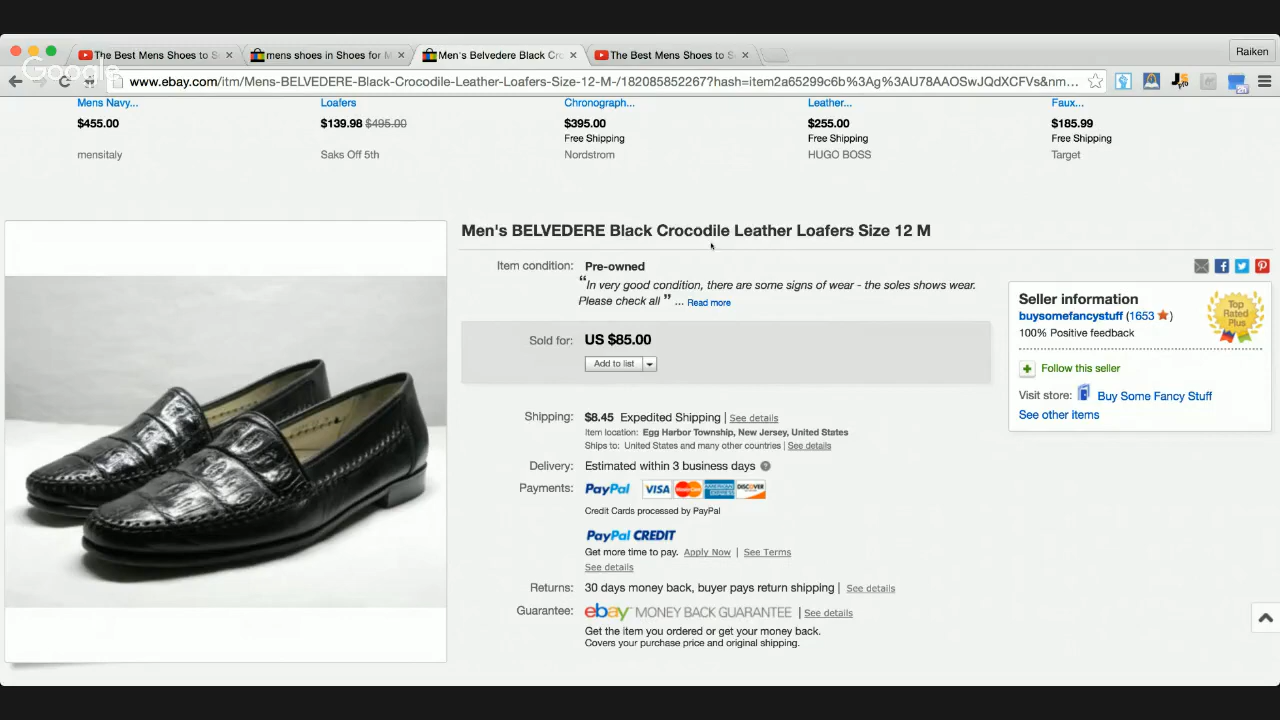 The Best Mens Shoes to S
mens shoes in Shoes for M
Men's Belvedere Black Cro
The Best Mens Shoes to S
Raiken
Google
www.ebay.com/itm/Mens-BELVEDERE-Black-Crocodile-Leather-Loafers-Size-12-M-/182085852267?hash=item2a65299c6b%3Ag%3AU78AAOSwJQdXCFVs&nm...
Mens Navy...
$455.00
mensitaly
Loafers
$139.98 $495.00
Saks Off 5th
Chronograph...
$395.00
Free Shipping
Nordstrom
Leather...
$255.00
Free Shipping
HUGO BOSS
Faux...
$185.99
Free Shipping
Target
Men's BELVEDERE Black Crocodile Leather Loafers Size 12 M
Item condition: Pre-owned
“In very good condition, there are some signs of wear - the soles shows wear.
Please check all ” ... Read more
Sold for: US $85.00
Add to list
Shipping: $8.45 Expedited Shipping | See details
Item location: Egg Harbor Township, New Jersey, United States
Ships to: United States and many other countries | See details
Delivery: Estimated within 3 business days
Payments: PayPal VISA MasterCard AMERICAN EXPRESS DISCOVER
Credit Cards processed by PayPal
PayPal CREDIT
Get more time to pay. Apply Now | See Terms
See details
Returns: 30 days money back, buyer pays return shipping | See details
Guarantee: ebay MONEY BACK GUARANTEE | See details
Get the item you ordered or get your money back.
Covers your purchase price and original shipping.
Seller information
buysomefancystuff (1653 )
100% Positive feedback
Top
Rated
Plus
Follow this seller
Visit store: Buy Some Fancy Stuff
See other items